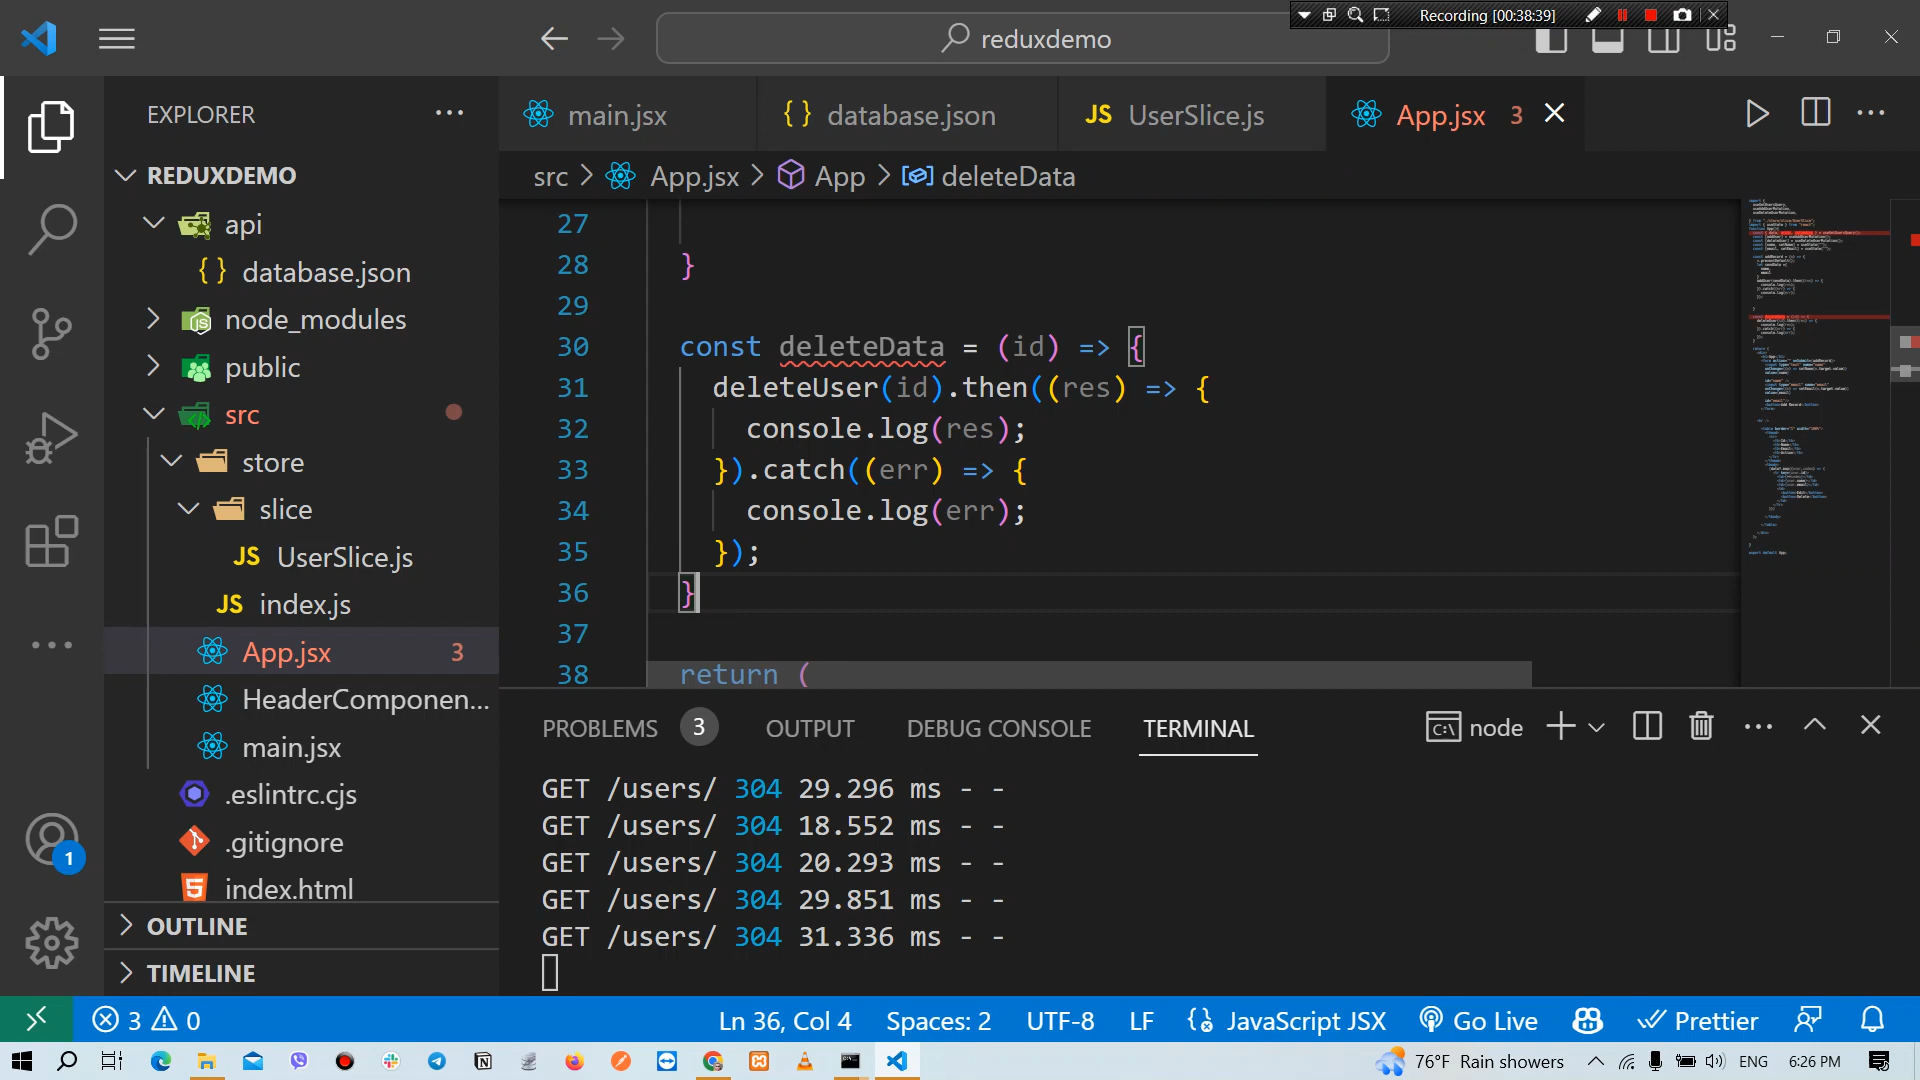 Recording [00:38:39]
reduxdemo
EXPLORER
REDUXDEMO
api
{ } database.json
node_modules
public
src
store
slice
JS UserSlice.js
JS index.js
App.jsx 3
HeaderComponen...
main.jsx
.eslintrc.cjs
.gitignore
index.html
OUTLINE
TIMELINE
1
main.jsx
{ } database.json
JS UserSlice.js
App.jsx 3
src > App.jsx > App > deleteData
27
28 }
29
30 const deleteData = (id) => {
31 deleteUser(id).then((res) => {
32 console.log(res);
33 }).catch((err) => {
34 console.log(err);
35 });
36 }
37
38 return (
PROBLEMS 3 OUTPUT DEBUG CONSOLE TERMINAL
node
GET /users/ 304 29.296 ms - -
GET /users/ 304 18.552 ms - -
GET /users/ 304 20.293 ms - -
GET /users/ 304 29.851 ms - -
GET /users/ 304 31.336 ms - -
3 0
Ln 36, Col 4 Spaces: 2 UTF-8 LF JavaScript JSX Go Live Prettier
76°F Rain showers ENG 6:26 PM